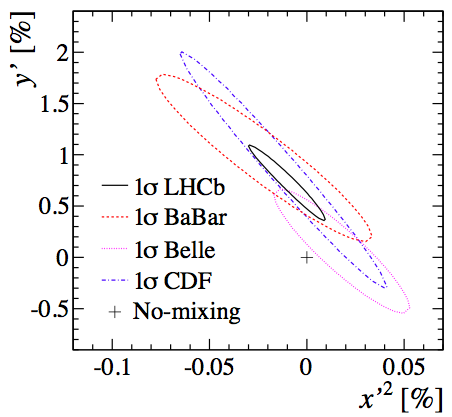 y' [%]
2
1.5
1
0.5
0
-0.5
1σ LHCb
1σ BaBar
1σ Belle
1σ CDF
No-mixing
-0.1
-0.05
0
0.05
x'² [%]